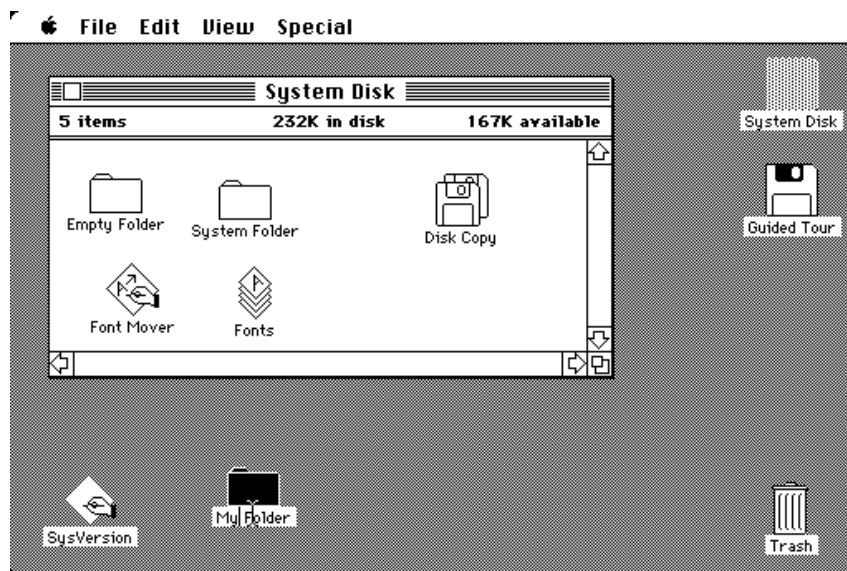 File Edit View Special
System Disk
5 items 232K in disk 167K available
Empty Folder
System Folder
Disk Copy
Font Mover
Fonts
System Disk
Guided Tour
SysVersion
My Folder
Trash